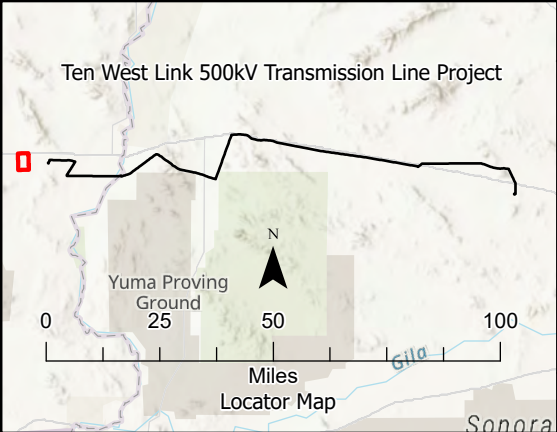 Ten West Link 500kV Transmission Line Project
N
Yuma Proving
Ground
0 25 50 100
Gila
Miles
Locator Map
Sonora